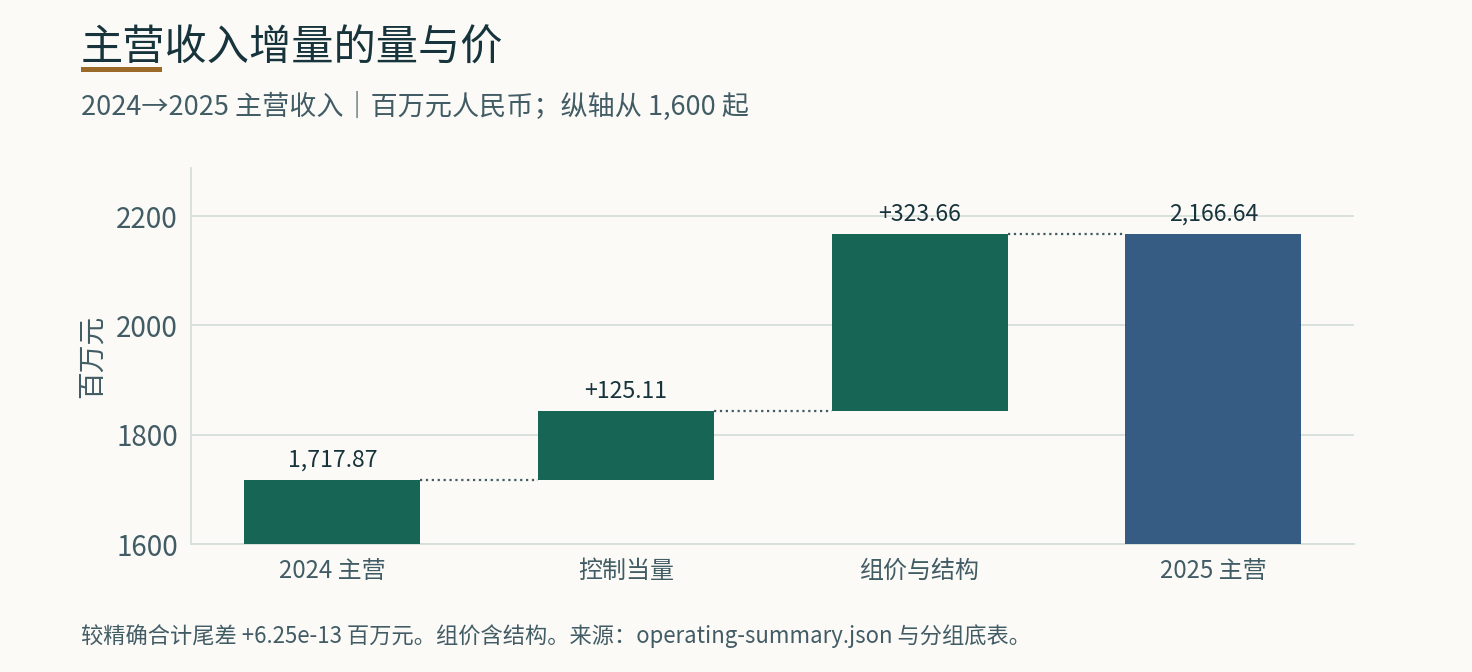 主营收入增量的量与价
2024→2025 主营收入｜百万元人民币；纵轴从 1,600 起
百万元
2200
2000
1800
1600
1,717.87
+125.11
+323.66
2,166.64
2024 主营
控制当量
组价与结构
2025 主营
较精确合计尾差 +6.25e-13 百万元。组价含结构。来源：operating-summary.json 与分组底表。